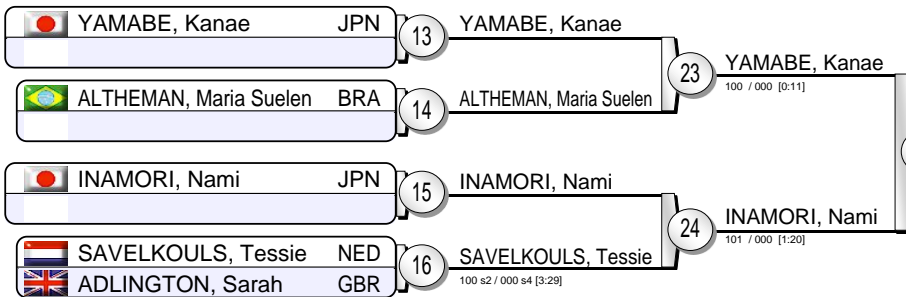 YAMABE, Kanae JPN
13
YAMABE, Kanae
ALTHEMAN, Maria Suelen BRA
14
ALTHEMAN, Maria Suelen
23
YAMABE, Kanae
100 / 000 [0:11]
INAMORI, Nami JPN
15
INAMORI, Nami
SAVELKOULS, Tessie NED
ADLINGTON, Sarah GBR
16
SAVELKOULS, Tessie
100 s2 / 000 s4 [3:29]
24
INAMORI, Nami
101 / 000 [1:20]